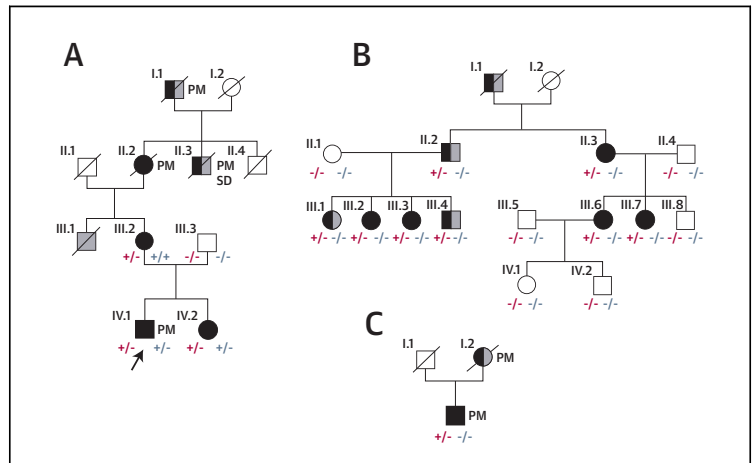 A
I.1 PM I.2
II.1 II.2 PM II.3 PM SD II.4
III.1 III.2 III.3
+/- +/+ -/- -/-
IV.1 PM IV.2
+/- +/- +/- +/-
B
I.1 I.2
II.1 II.2 II.3 II.4
-/- -/- +/- -/- +/- -/- -/- -/-
III.1 III.2 III.3 III.4 III.5 III.6 III.7 III.8
+/- -/- +/- -/- +/- -/- +/- -/- -/- -/- +/- -/- +/- -/- -/- -/-
IV.1 IV.2
-/- -/- -/- -/-
C
I.1 I.2 PM
PM
+/- -/-